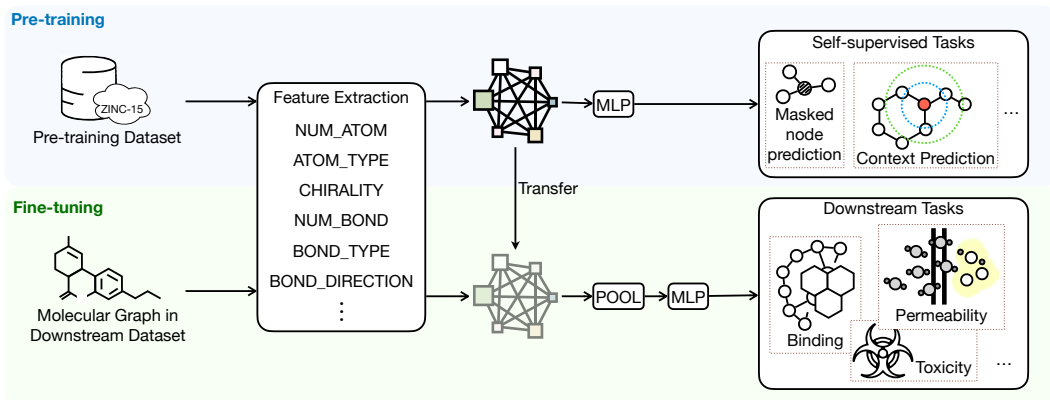 Pre-training
ZINC-15
Pre-training Dataset
Feature Extraction
NUM_ATOM
ATOM_TYPE
CHIRALITY
NUM_BOND
BOND_TYPE
BOND_DIRECTION
⋮
MLP
Self-supervised Tasks
Masked
node
prediction
Context Prediction
...
Transfer
Fine-tuning
Molecular Graph in
Downstream Dataset
POOL
MLP
Downstream Tasks
Binding
Permeability
Toxicity
...